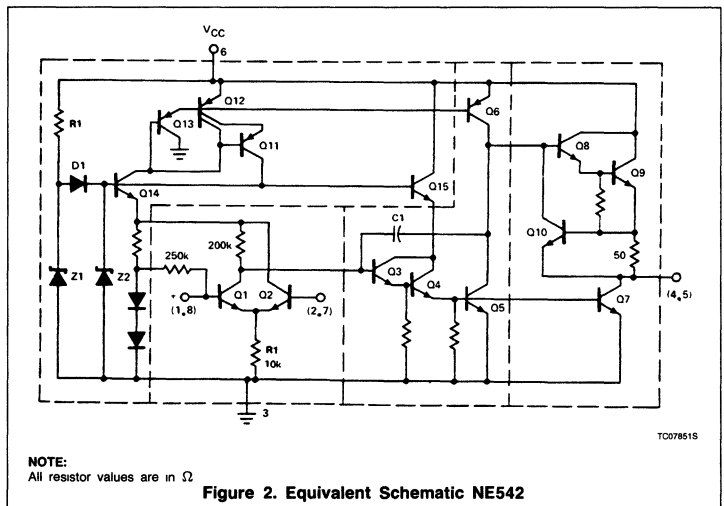 VCC
6
Q12
Q13
R1
Q6
Q11
Q8
D1
Q9
Q14
Q15
C1
Q10
250k
200k
50
Z1
Z2
Q3
Q4
+
Q1
Q2
Q5
Q7
(4,5)
(1,8)
(2,7)
R1
10k
3
TC07851S
NOTE:
All resistor values are in Ω
Figure 2. Equivalent Schematic NE542